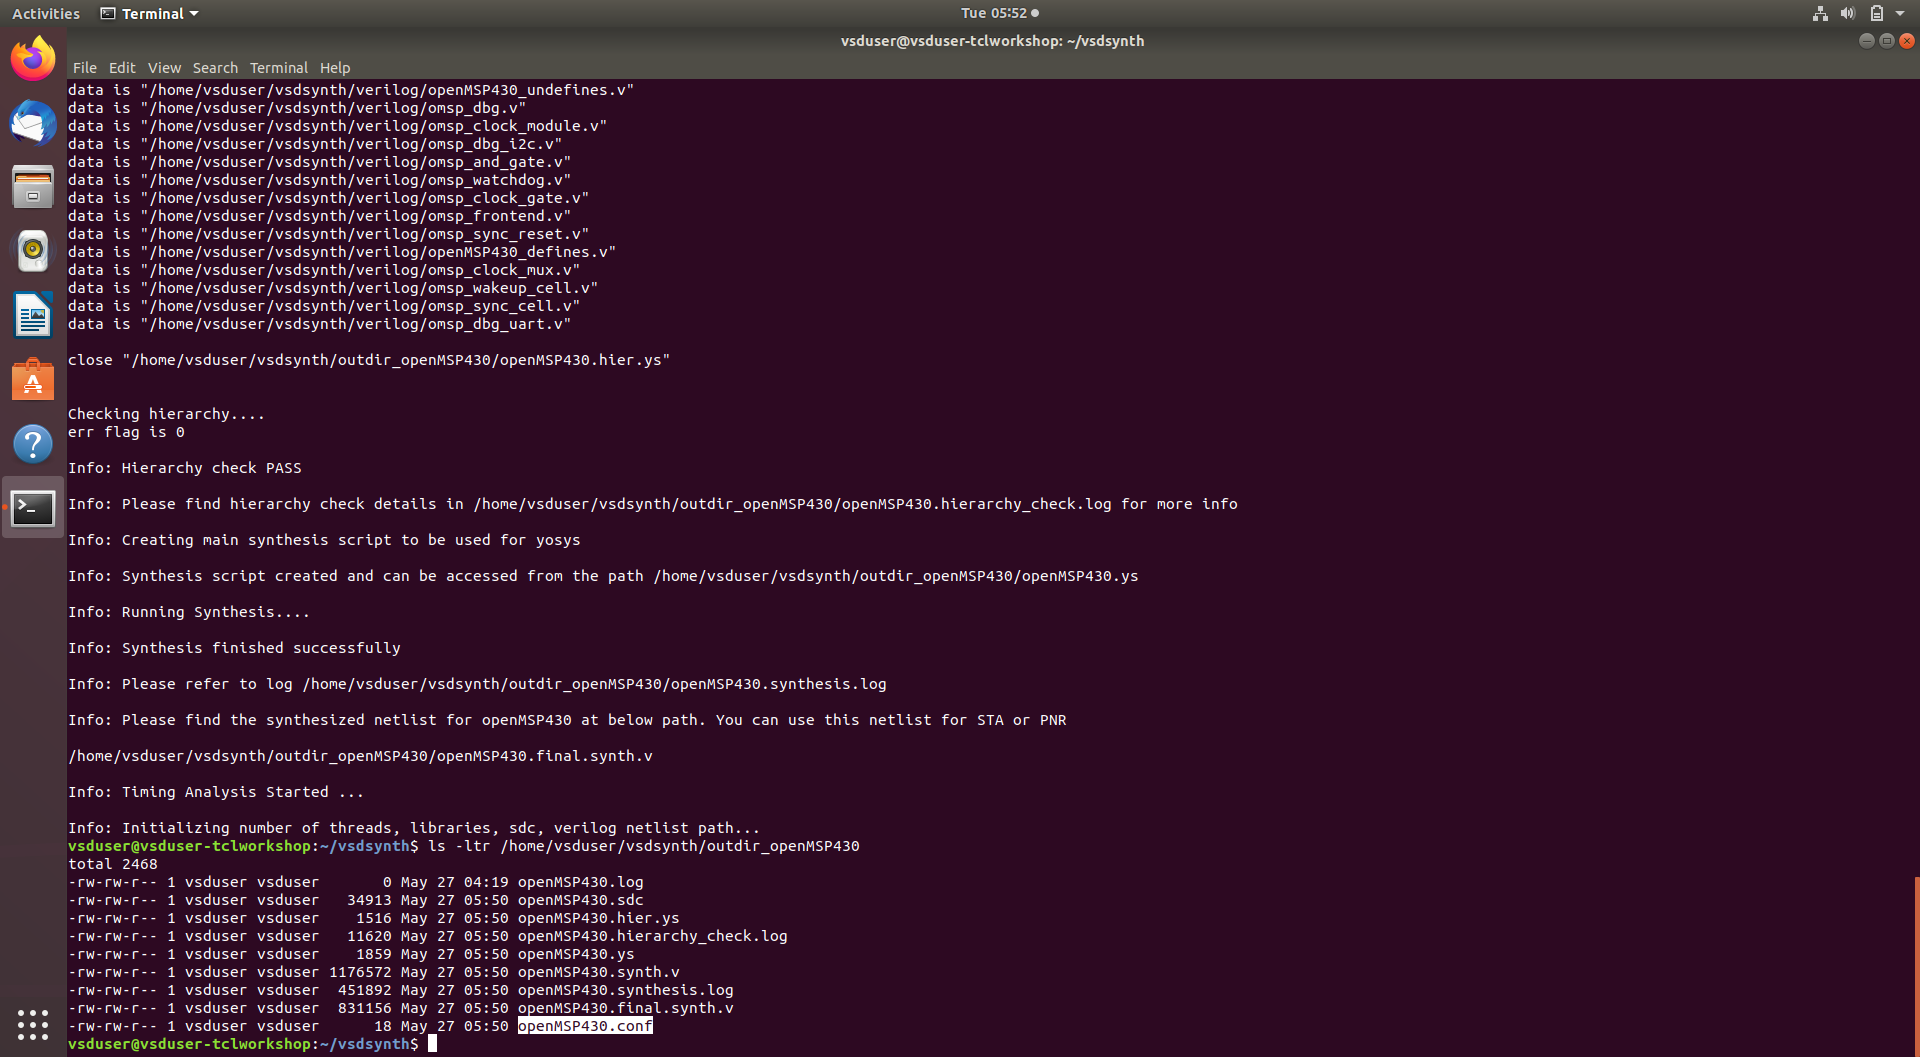 Activities Terminal Tue 05:52
vsduser@vsduser-tclworkshop: ~/vsdsynth
File Edit View Search Terminal Help
data is "/home/vsduser/vsdsynth/verilog/openMSP430_undefines.v"
data is "/home/vsduser/vsdsynth/verilog/omsp_dbg.v"
data is "/home/vsduser/vsdsynth/verilog/omsp_clock_module.v"
data is "/home/vsduser/vsdsynth/verilog/omsp_dbg_i2c.v"
data is "/home/vsduser/vsdsynth/verilog/omsp_and_gate.v"
data is "/home/vsduser/vsdsynth/verilog/omsp_watchdog.v"
data is "/home/vsduser/vsdsynth/verilog/omsp_clock_gate.v"
data is "/home/vsduser/vsdsynth/verilog/omsp_frontend.v"
data is "/home/vsduser/vsdsynth/verilog/omsp_sync_reset.v"
data is "/home/vsduser/vsdsynth/verilog/openMSP430_defines.v"
data is "/home/vsduser/vsdsynth/verilog/omsp_clock_mux.v"
data is "/home/vsduser/vsdsynth/verilog/omsp_wakeup_cell.v"
data is "/home/vsduser/vsdsynth/verilog/omsp_sync_cell.v"
data is "/home/vsduser/vsdsynth/verilog/omsp_dbg_uart.v"
close "/home/vsduser/vsdsynth/outdir_openMSP430/openMSP430.hier.ys"
Checking hierarchy....
err flag is 0
Info: Hierarchy check PASS
Info: Please find hierarchy check details in /home/vsduser/vsdsynth/outdir_openMSP430/openMSP430.hierarchy_check.log for more info
Info: Creating main synthesis script to be used for yosys
Info: Synthesis script created and can be accessed from the path /home/vsduser/vsdsynth/outdir_openMSP430/openMSP430.ys
Info: Running Synthesis....
Info: Synthesis finished successfully
Info: Please refer to log /home/vsduser/vsdsynth/outdir_openMSP430/openMSP430.synthesis.log
Info: Please find the synthesized netlist for openMSP430 at below path. You can use this netlist for STA or PNR
/home/vsduser/vsdsynth/outdir_openMSP430/openMSP430.final.synth.v
Info: Timing Analysis Started ...
Info: Initializing number of threads, libraries, sdc, verilog netlist path...
vsduser@vsduser-tclworkshop:~/vsdsynth$ ls -ltr /home/vsduser/vsdsynth/outdir_openMSP430
total 2468
-rw-rw-r-- 1 vsduser vsduser       0 May 27 04:19 openMSP430.log
-rw-rw-r-- 1 vsduser vsduser   34913 May 27 05:50 openMSP430.sdc
-rw-rw-r-- 1 vsduser vsduser    1516 May 27 05:50 openMSP430.hier.ys
-rw-rw-r-- 1 vsduser vsduser   11620 May 27 05:50 openMSP430.hierarchy_check.log
-rw-rw-r-- 1 vsduser vsduser    1859 May 27 05:50 openMSP430.ys
-rw-rw-r-- 1 vsduser vsduser 1176572 May 27 05:50 openMSP430.synth.v
-rw-rw-r-- 1 vsduser vsduser  451892 May 27 05:50 openMSP430.synthesis.log
-rw-rw-r-- 1 vsduser vsduser  831156 May 27 05:50 openMSP430.final.synth.v
-rw-rw-r-- 1 vsduser vsduser      18 May 27 05:50 openMSP430.conf
vsduser@vsduser-tclworkshop:~/vsdsynth$